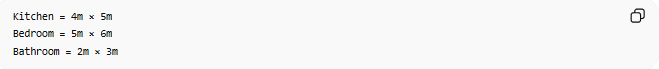 Kitchen = 4m × 5m
Bedroom = 5m × 6m
Bathroom = 2m × 3m